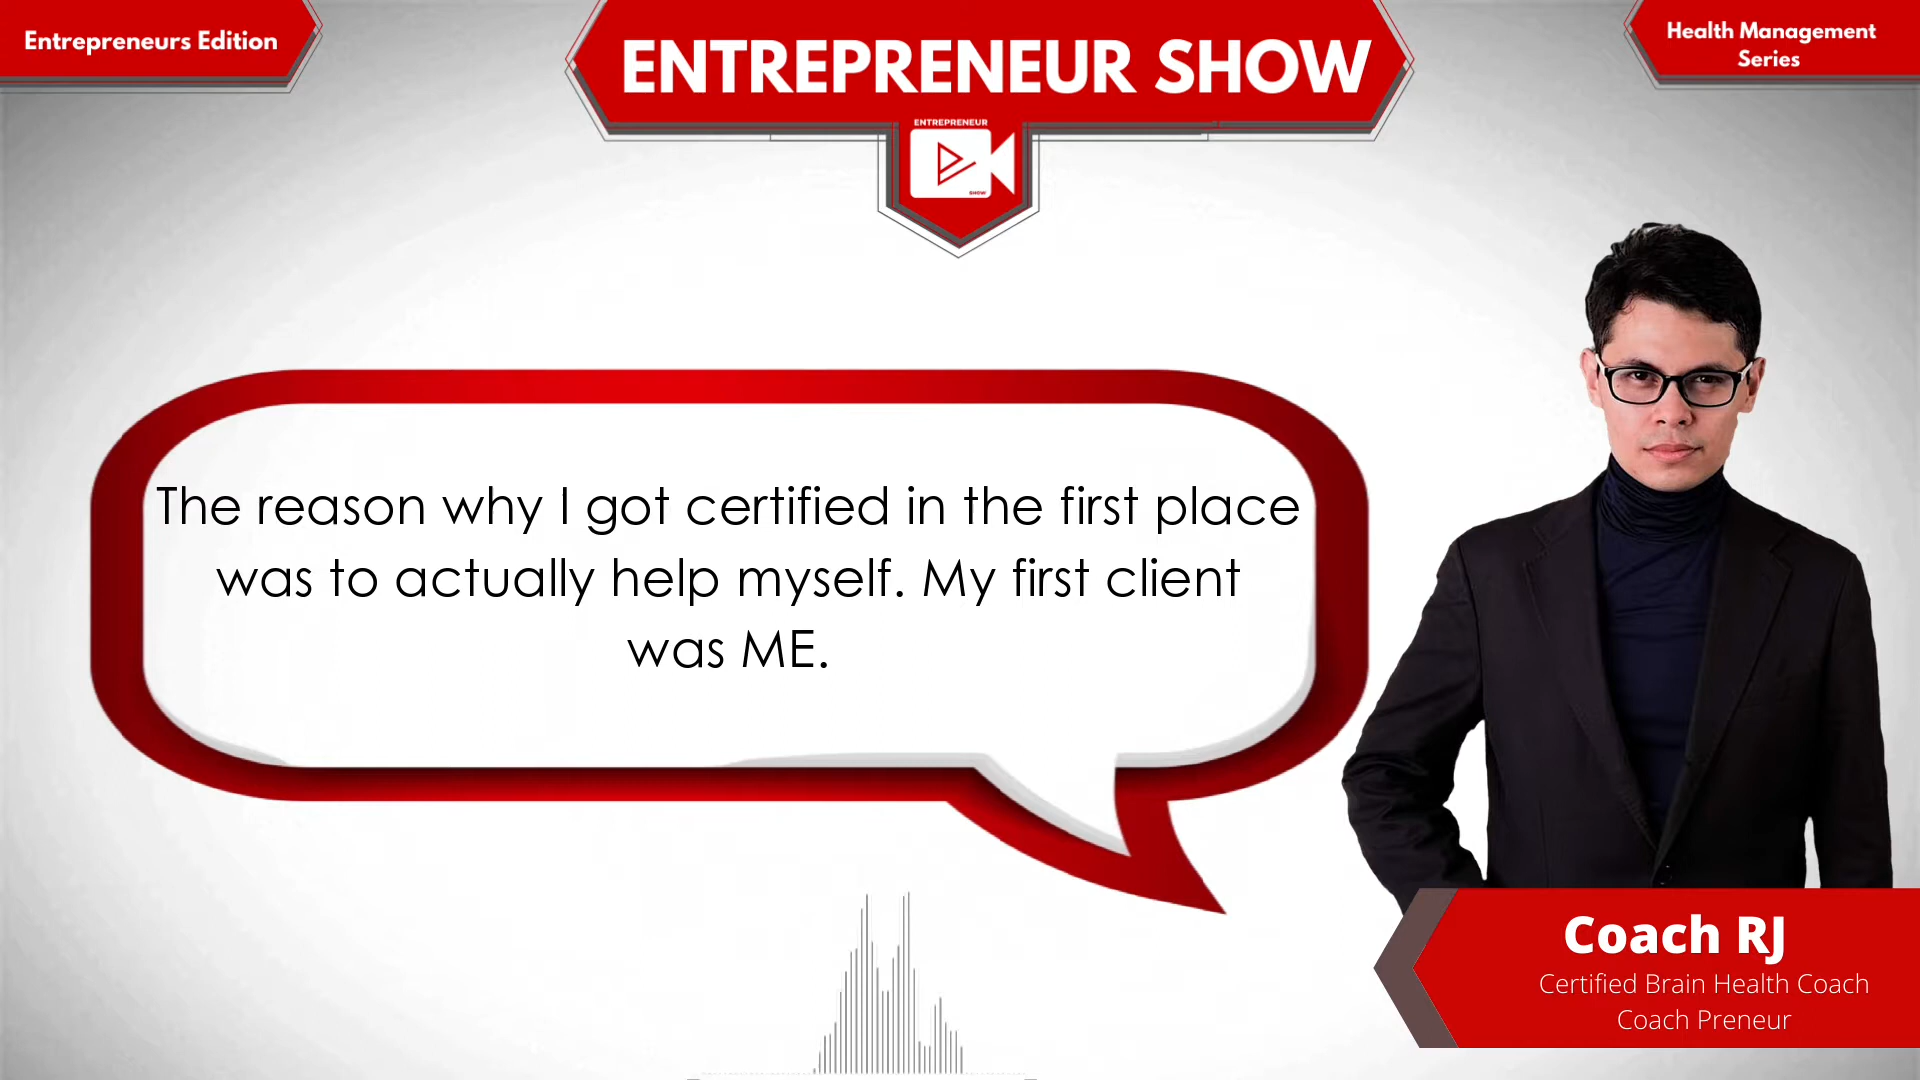 Entrepreneurs Edition
ENTREPRENEUR SHOW
Health Management
Series
ENTREPRENEUR
SHOW
The reason why I got certified in the first place
was to actually help myself. My first client
was ME.
Coach RJ
Certified Brain Health Coach
Coach Preneur